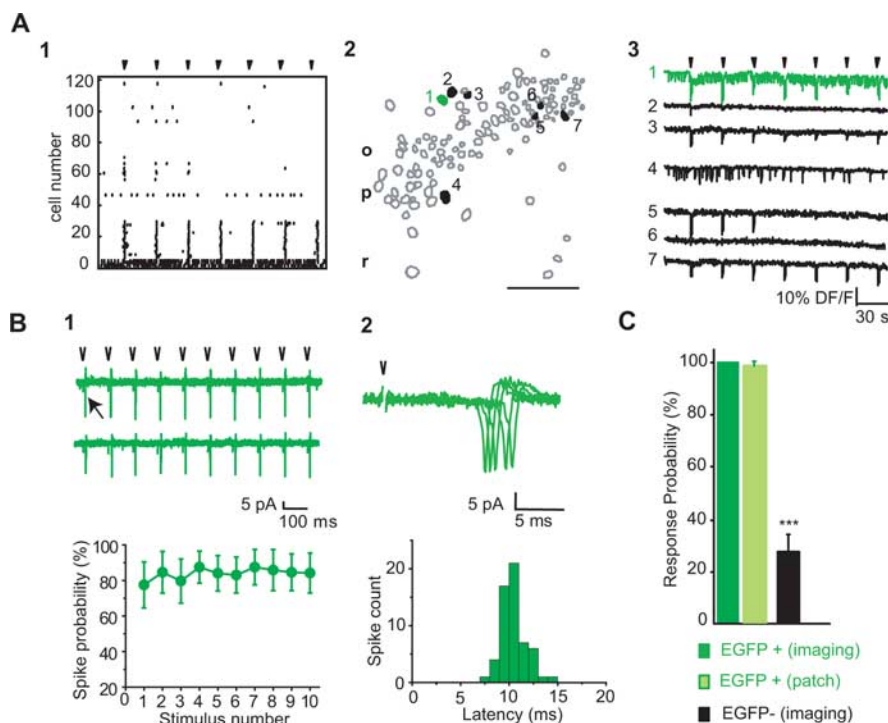 A
1
120
100
80
60
40
20
0
cell number
2
1
2
3
6
5
7
4
o
p
r
3
1
2
3
4
5
6
7
10% DF/F
30 s
B
1
5 pA
100 ms
Spike probability (%)
100
80
60
40
20
0 1 2 3 4 5 6 7 8 9 10
Stimulus number
2
5 pA
5 ms
Spike count
20
10
0
0 5 10 15 20
Latency (ms)
C
Response Probability (%)
100
80
60
40
20
0
***
EGFP + (imaging)
EGFP + (patch)
EGFP- (imaging)